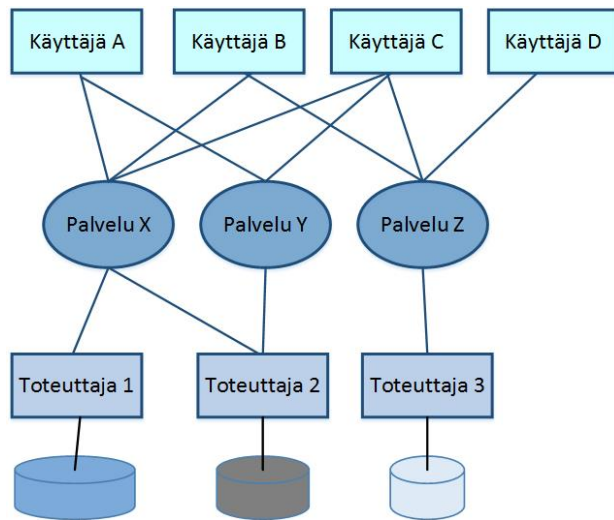 Käyttäjä A
Käyttäjä B
Käyttäjä C
Käyttäjä D
Palvelu X
Palvelu Y
Palvelu Z
Toteuttaja 1
Toteuttaja 2
Toteuttaja 3